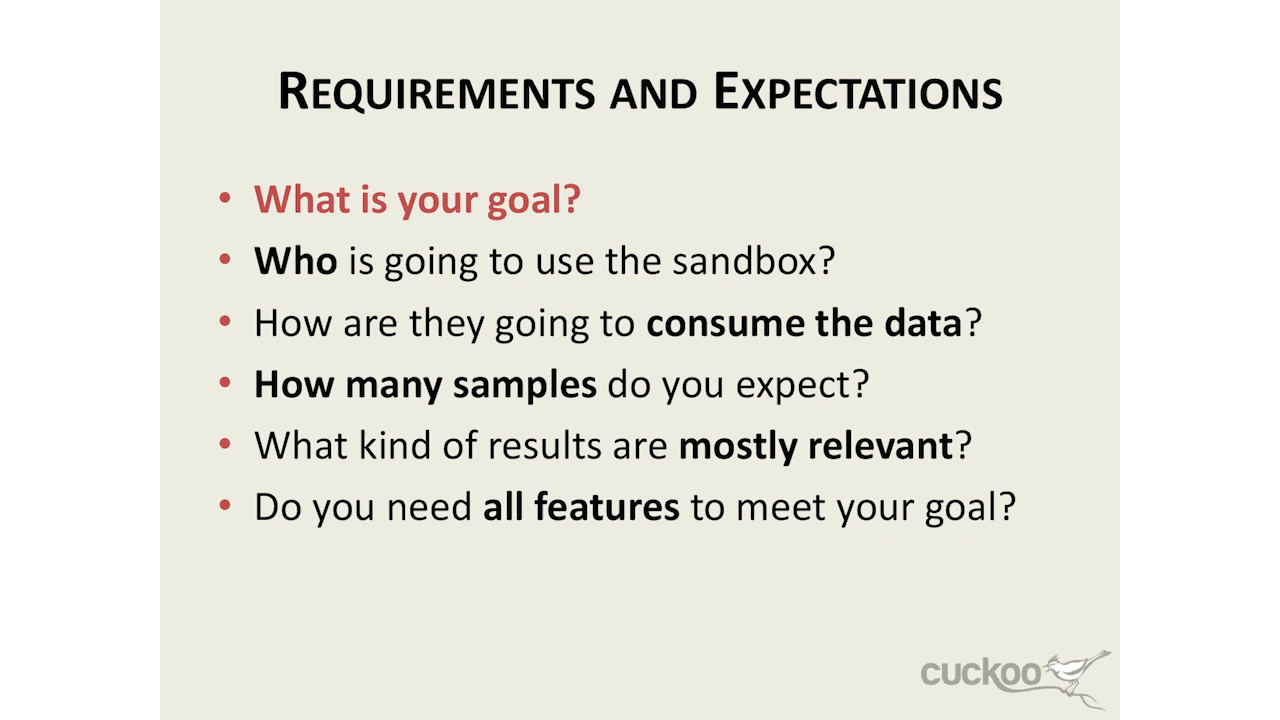 REQUIREMENTS AND EXPECTATIONS
• What is your goal?
• Who is going to use the sandbox?
• How are they going to consume the data?
• How many samples do you expect?
• What kind of results are mostly relevant?
• Do you need all features to meet your goal?
cuckoo